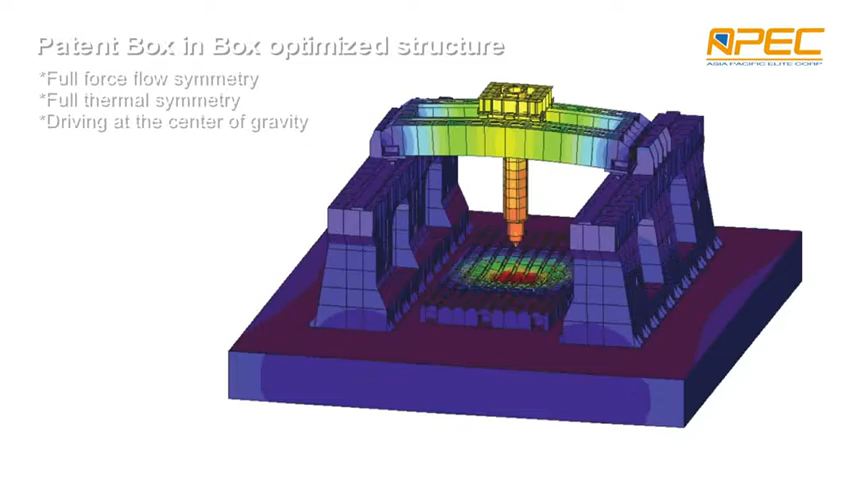 Patent Box in Box optimized structure
*Full force flow symmetry
*Full thermal symmetry
*Driving at the center of gravity
APEC
ASIA PACIFIC ELITE CORP